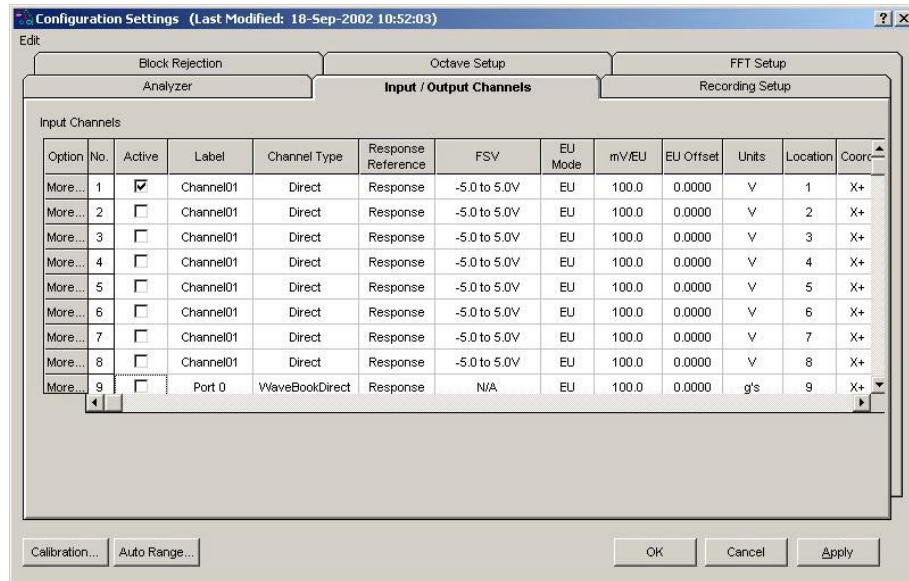 Configuration Settings (Last Modified: 18-Sep-2002 10:52:03)
Edit
Block Rejection Octave Setup FFT Setup
Analyzer Input / Output Channels Recording Setup
Input Channels
Option No. Active Label Channel Type Response Reference FSV EU Mode mV/EU EU Offset Units Location Coord
More... 1 Channel01 Direct Response -5.0 to 5.0V EU 100.0 0.0000 V 1 X+
More... 2 Channel01 Direct Response -5.0 to 5.0V EU 100.0 0.0000 V 2 X+
More... 3 Channel01 Direct Response -5.0 to 5.0V EU 100.0 0.0000 V 3 X+
More... 4 Channel01 Direct Response -5.0 to 5.0V EU 100.0 0.0000 V 4 X+
More... 5 Channel01 Direct Response -5.0 to 5.0V EU 100.0 0.0000 V 5 X+
More... 6 Channel01 Direct Response -5.0 to 5.0V EU 100.0 0.0000 V 6 X+
More... 7 Channel01 Direct Response -5.0 to 5.0V EU 100.0 0.0000 V 7 X+
More... 8 Channel01 Direct Response -5.0 to 5.0V EU 100.0 0.0000 V 8 X+
More... 9 Port 0 WaveBookDirect Response N/A EU 100.0 0.0000 g's 9 X+
Calibration... Auto Range... OK Cancel Apply